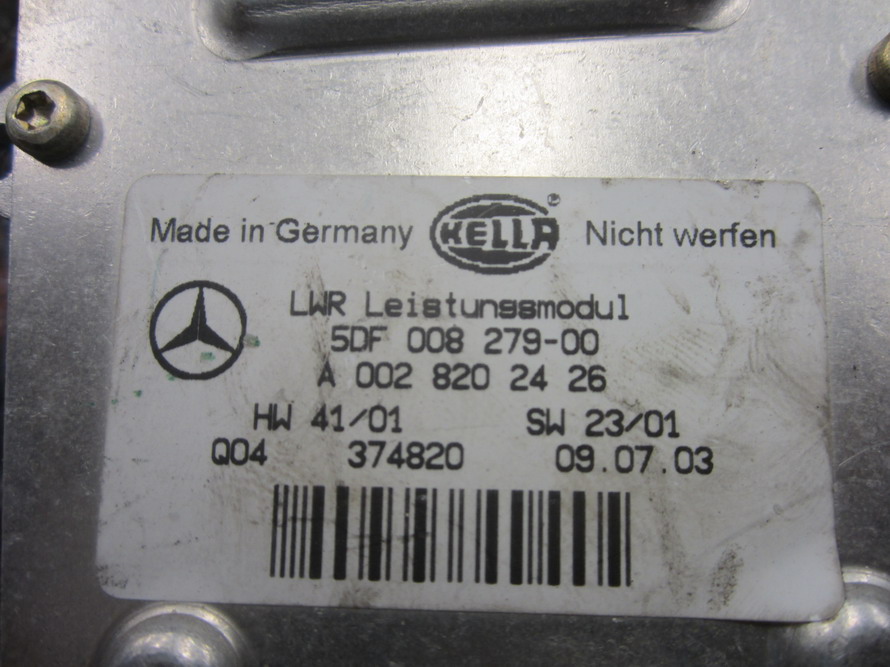 Made in Germany HELLA ® Nicht werfen
LWR Leistungsmodul
5DF 008 279-00
A 002 820 24 26
HW 41/01 SW 23/01
Q04 374820 09.07.03